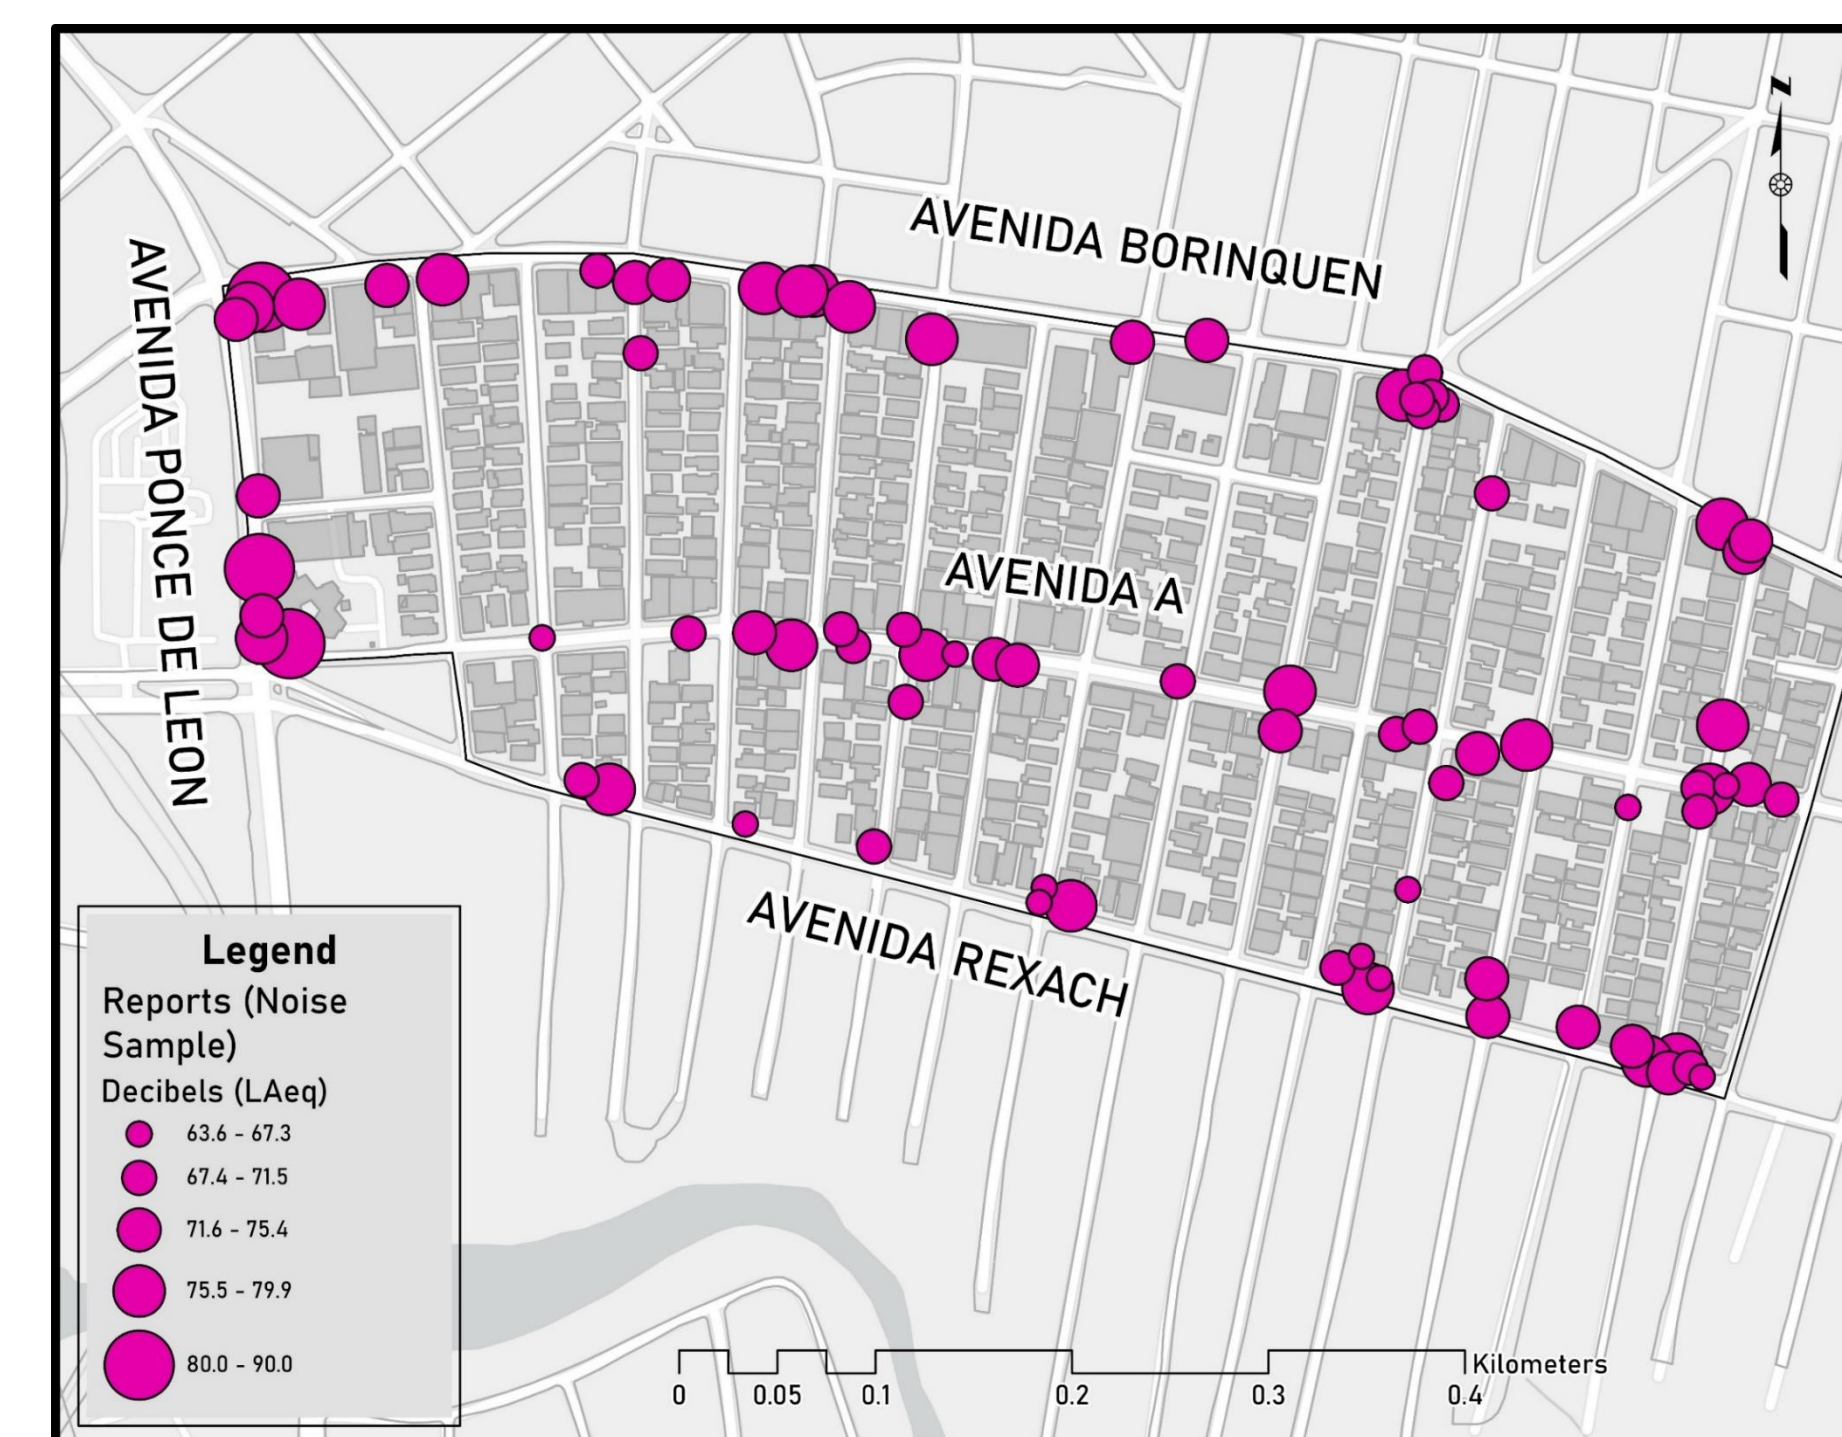 AVENIDA BORINQUEN
AVENIDA PONCE DE LEON
AVENIDA A
AVENIDA REXACH
N
Legend
Reports (Noise
Sample)
Decibels (LAeq)
63.6 - 67.3
67.4 - 71.5
71.6 - 75.4
75.5 - 79.9
80.0 - 90.0
Kilometers
0 0.05 0.1 0.2 0.3 0.4